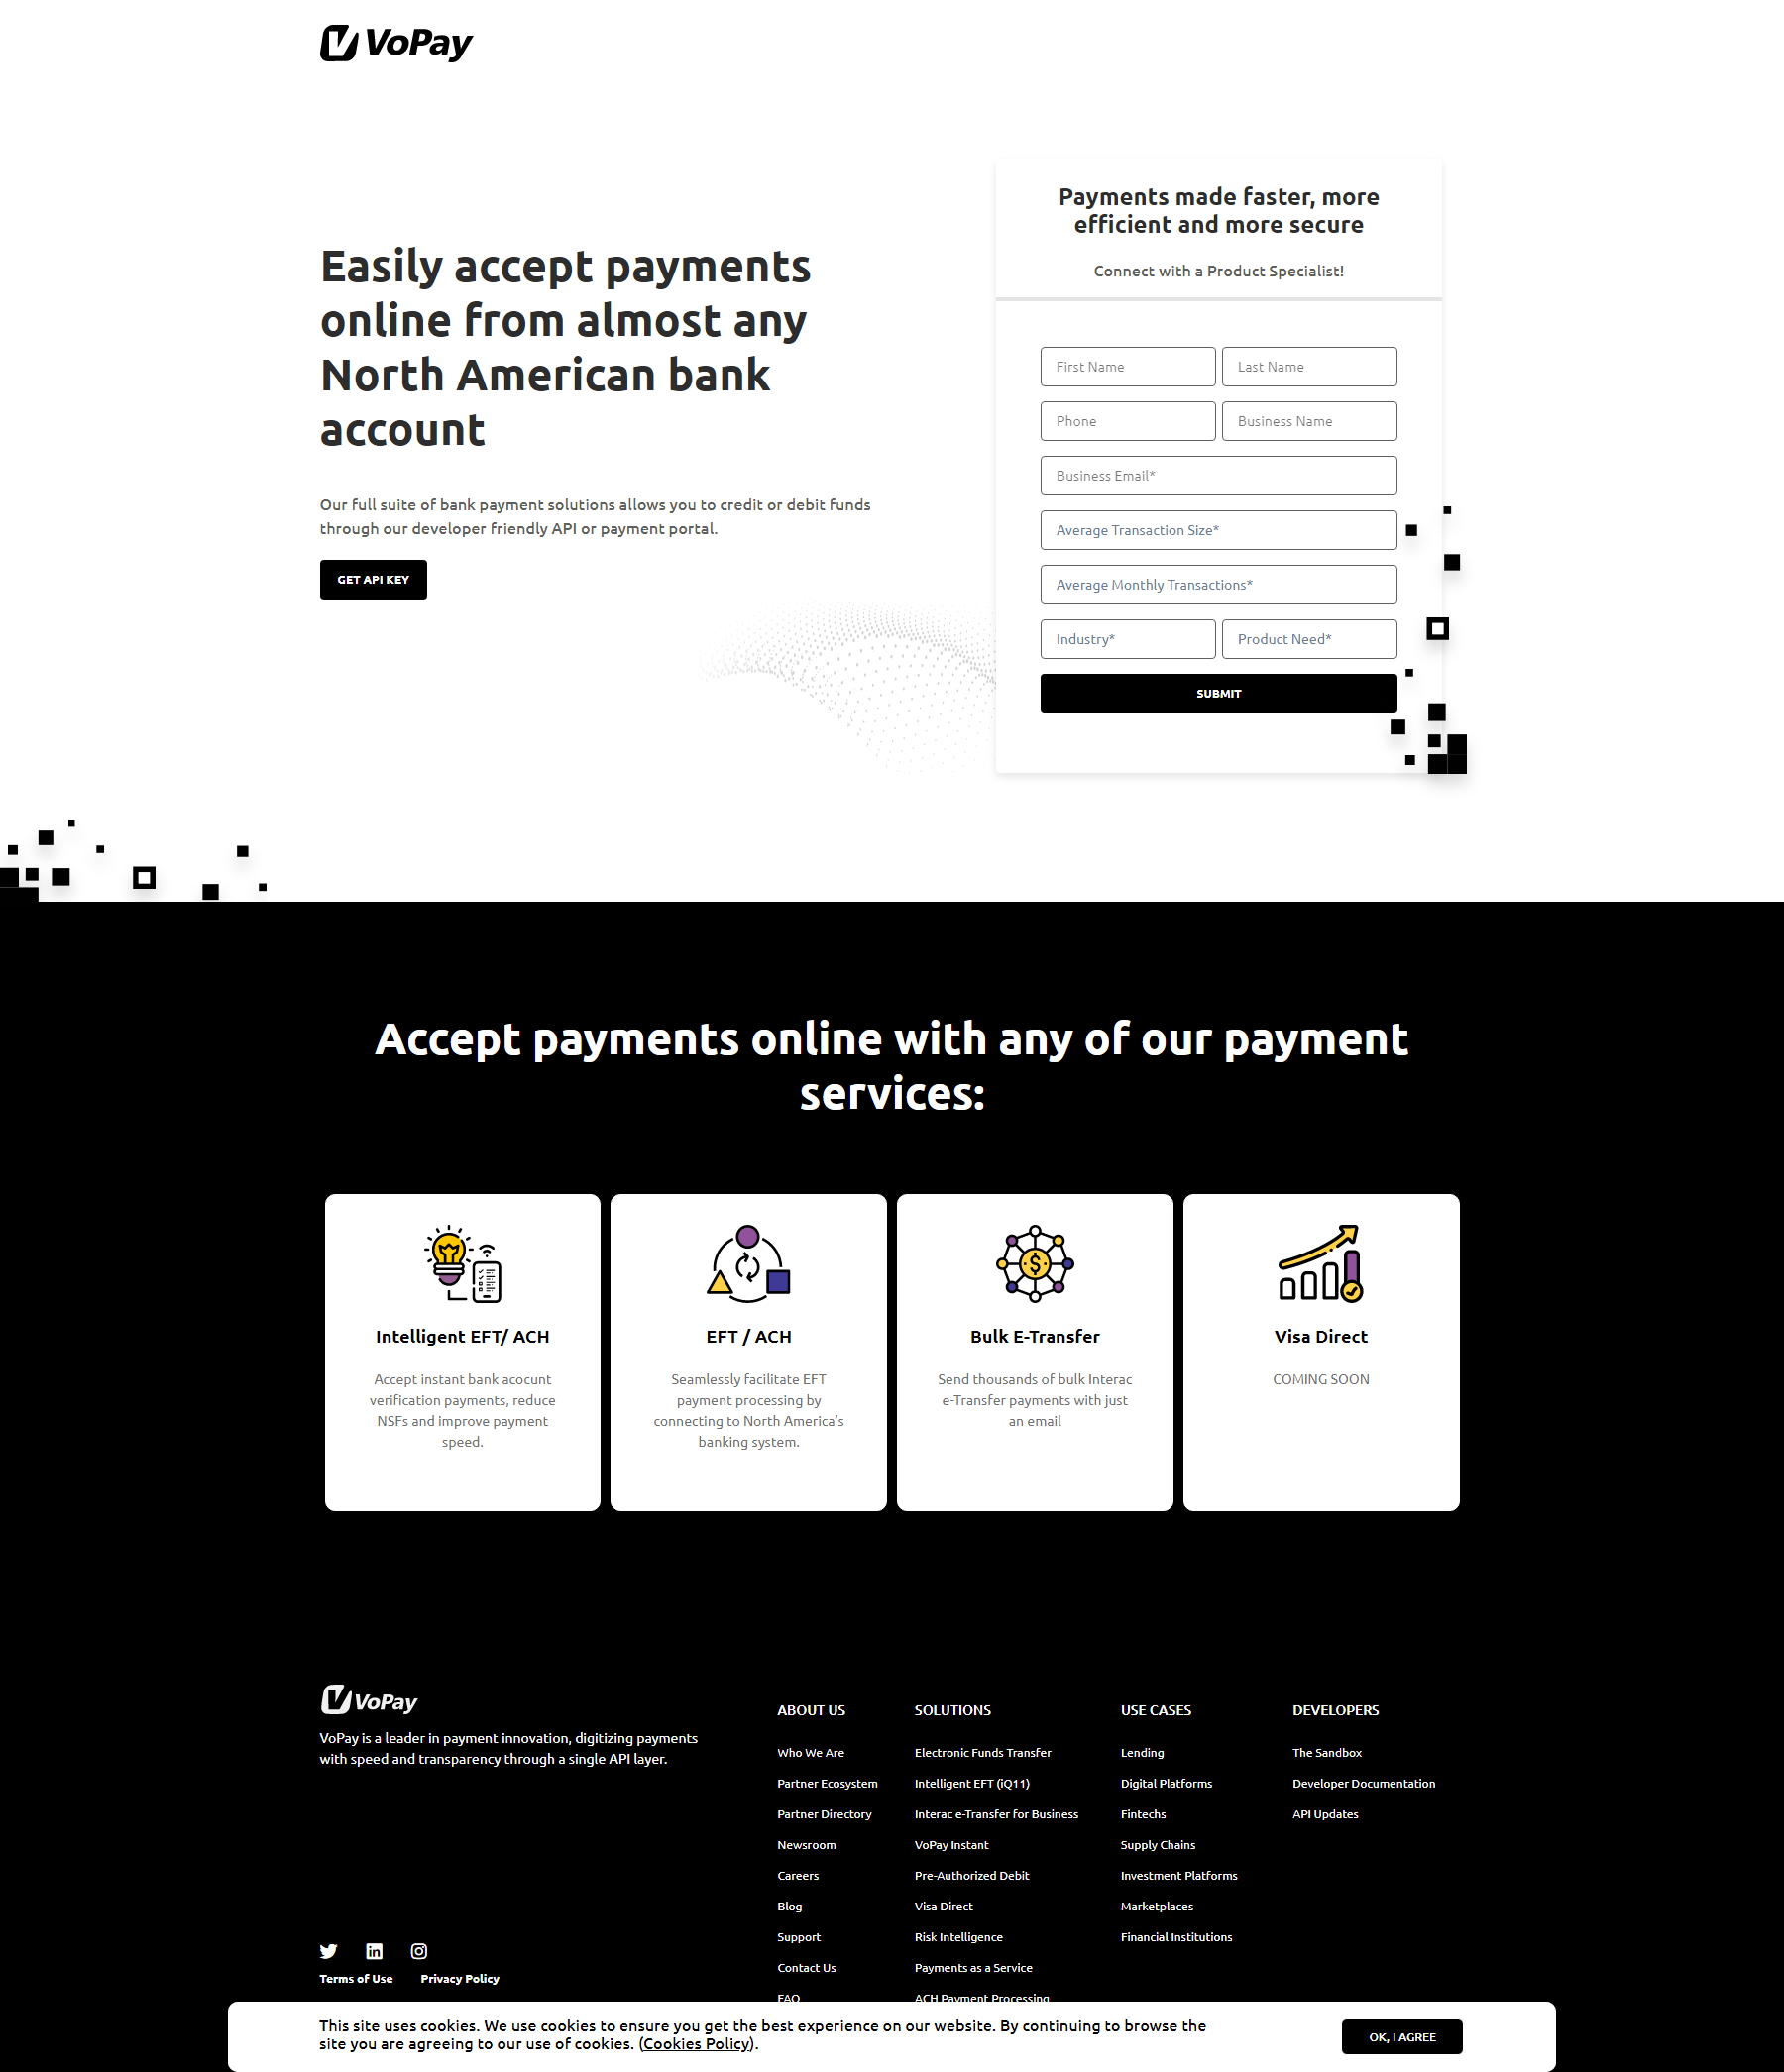 VoPay
Easily accept payments
online from almost any
North American bank
account
Our full suite of bank payment solutions allows you to credit or debit funds
through our developer friendly API or payment portal.
GET API KEY
Payments made faster, more
efficient and more secure
Connect with a Product Specialist!
First Name
Last Name
Phone
Business Name
Business Email*
Average Transaction Size*
Average Monthly Transactions*
Industry*
Product Need*
SUBMIT
Accept payments online with any of our payment
services:
Intelligent EFT/ ACH
Accept instant bank acocunt
verification payments, reduce
NSFs and improve payment
speed.
EFT / ACH
Seamlessly facilitate EFT
payment processing by
connecting to North America's
banking system.
Bulk E-Transfer
Send thousands of bulk Interac
e-Transfer payments with just
an email
Visa Direct
COMING SOON
VoPay
VoPay is a leader in payment innovation, digitizing payments
with speed and transparency through a single API layer.
Terms of Use
Privacy Policy
ABOUT US
Who We Are
Partner Ecosystem
Partner Directory
Newsroom
Careers
Blog
Support
Contact Us
FAQ
SOLUTIONS
Electronic Funds Transfer
Intelligent EFT (iQ11)
Interac e-Transfer for Business
VoPay Instant
Pre-Authorized Debit
Visa Direct
Risk Intelligence
Payments as a Service
ACH Payment Processing
USE CASES
Lending
Digital Platforms
Fintechs
Supply Chains
Investment Platforms
Marketplaces
Financial Institutions
DEVELOPERS
The Sandbox
Developer Documentation
API Updates
This site uses cookies. We use cookies to ensure you get the best experience on our website. By continuing to browse the
site you are agreeing to our use of cookies. (Cookies Policy).
OK, I AGREE